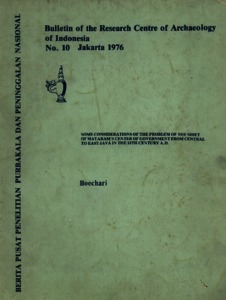 Bulletin of the Research Centre of Archaeology
of Indonesia
No. 10 Jakarta 1976
SOME CONSIDERATIONS OF THE PROBLEM OF THE SHIFT
OF MATARAM'S CENTER OF GOVERNMENT FROM CENTRAL
TO EAST JAVA IN THE 10TH CENTURY A.D.
Boechari
BERITA PUSAT PENELITIAN PURBAKALA DAN PENINGGALAN NASIONAL